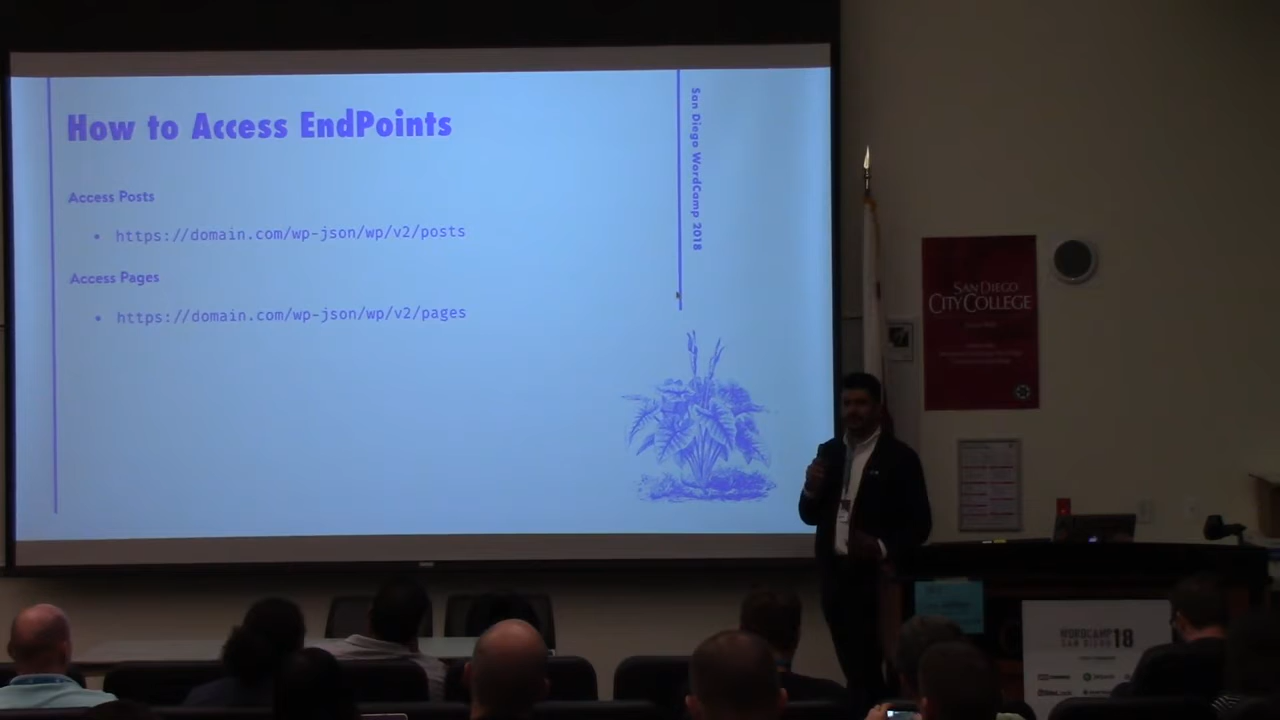 How to Access EndPoints
Access Posts
• https://domain.com/wp-json/wp/v2/posts
Access Pages
• https://domain.com/wp-json/wp/v2/pages
San Diego WordCamp 2018
SAN DIEGO
CITY COLLEGE
WORDCAMP
SAN DIEGO
18